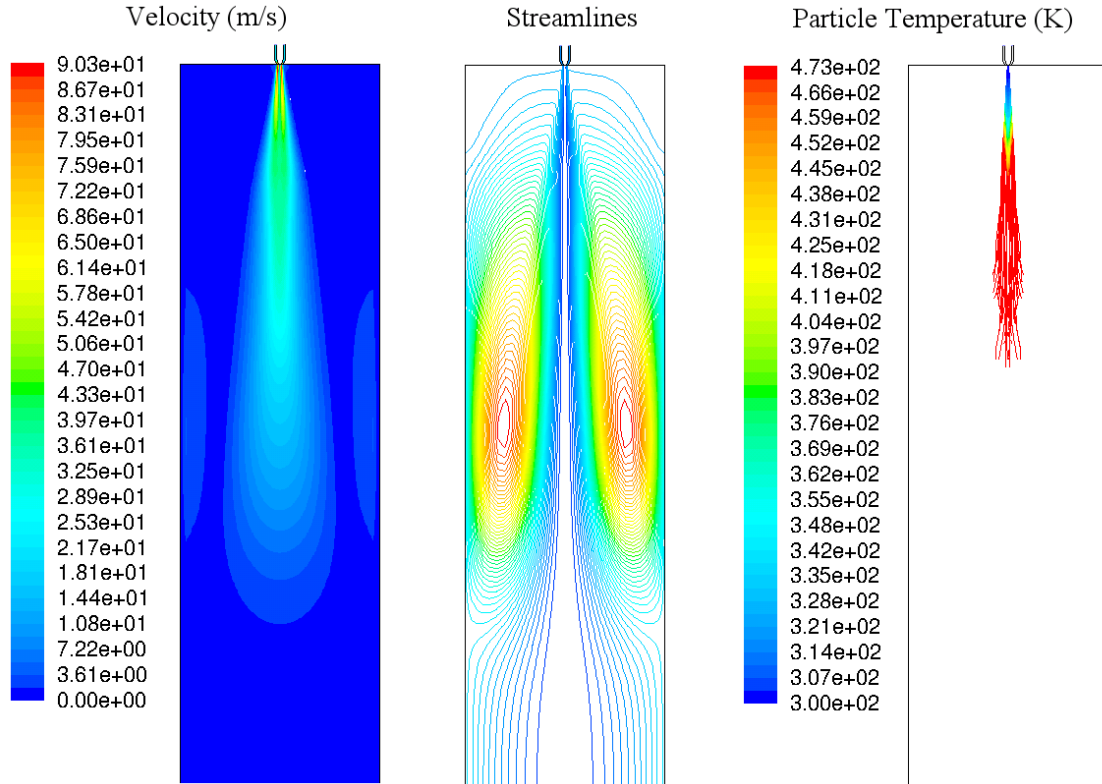 Velocity (m/s)
Streamlines
Particle Temperature (K)
9.03e+01
8.67e+01
8.31e+01
7.95e+01
7.59e+01
7.22e+01
6.86e+01
6.50e+01
6.14e+01
5.78e+01
5.42e+01
5.06e+01
4.70e+01
4.33e+01
3.97e+01
3.61e+01
3.25e+01
2.89e+01
2.53e+01
2.17e+01
1.81e+01
1.44e+01
1.08e+01
7.22e+00
3.61e+00
0.00e+00
4.73e+02
4.66e+02
4.59e+02
4.52e+02
4.45e+02
4.38e+02
4.31e+02
4.25e+02
4.18e+02
4.11e+02
4.04e+02
3.97e+02
3.90e+02
3.83e+02
3.76e+02
3.69e+02
3.62e+02
3.55e+02
3.48e+02
3.42e+02
3.35e+02
3.28e+02
3.21e+02
3.14e+02
3.07e+02
3.00e+02